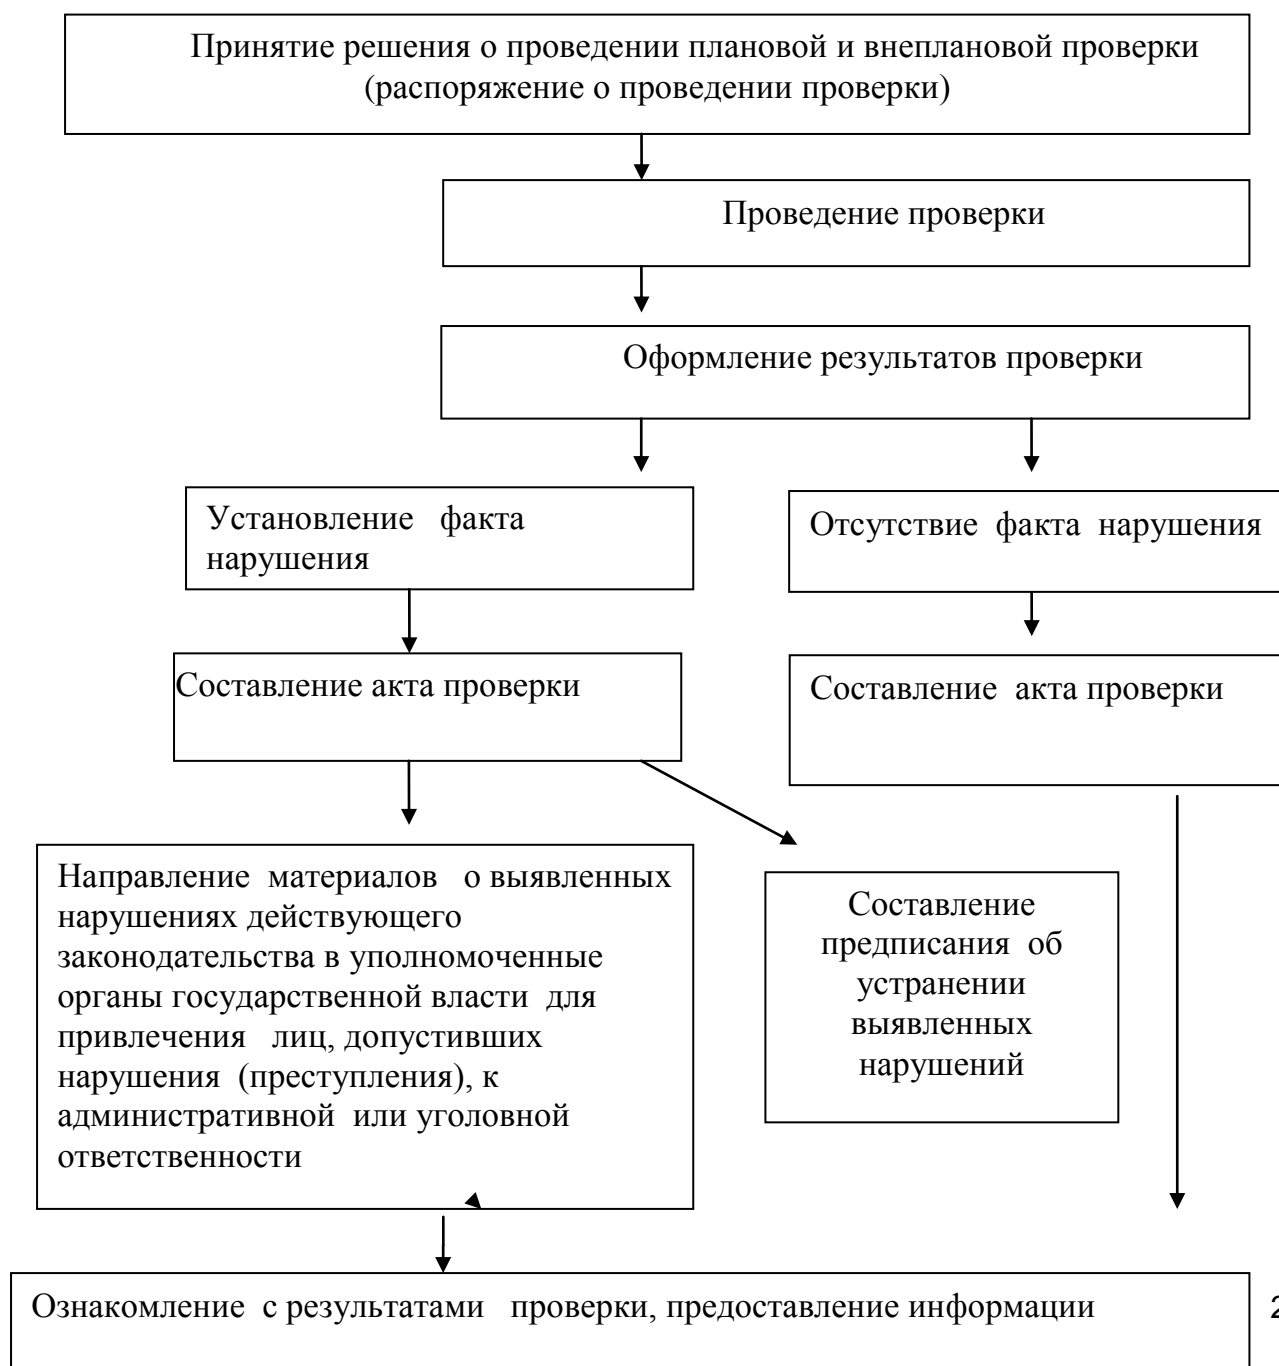 Принятие решения о проведении плановой и внеплановой проверки
(распоряжение о проведении проверки)
Проведение проверки
Оформление результатов проверки
Установление факта
нарушения
Отсутствие факта нарушения
Составление акта проверки
Составление акта проверки
Направление материалов о выявленных
нарушениях действующего
законодательства в уполномоченные
органы государственной власти для
привлечения лиц, допустивших
нарушения (преступления), к
административной или уголовной
ответственности
Составление
предписания об
устранении
выявленных
нарушений
Ознакомление с результатами проверки, предоставление информации
2